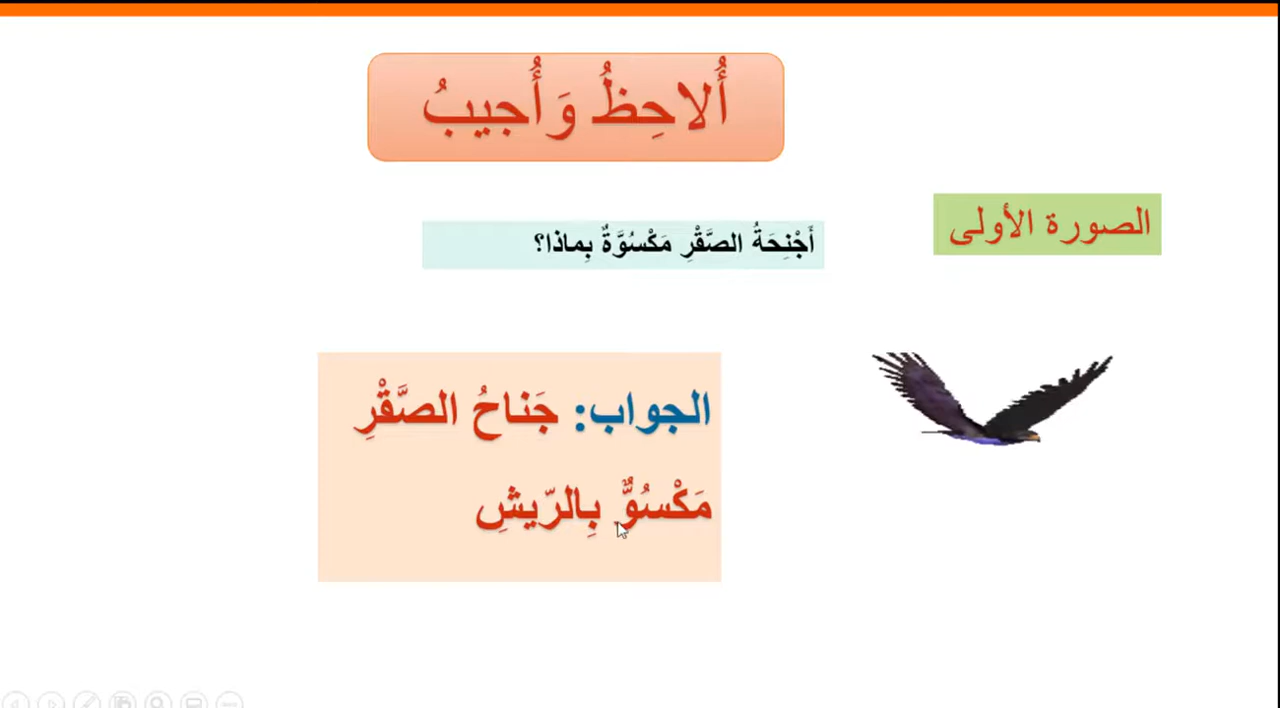 أُلاحِظُ وَأُجيبُ
الصورة الأولى
أَجْنِحَةُ الصَّقْرِ مَكْسُوَّةٌ بِماذا؟
الجواب: جَناحُ الصَّقْرِ
مَكْسُوٌّ بِالرّيشِ